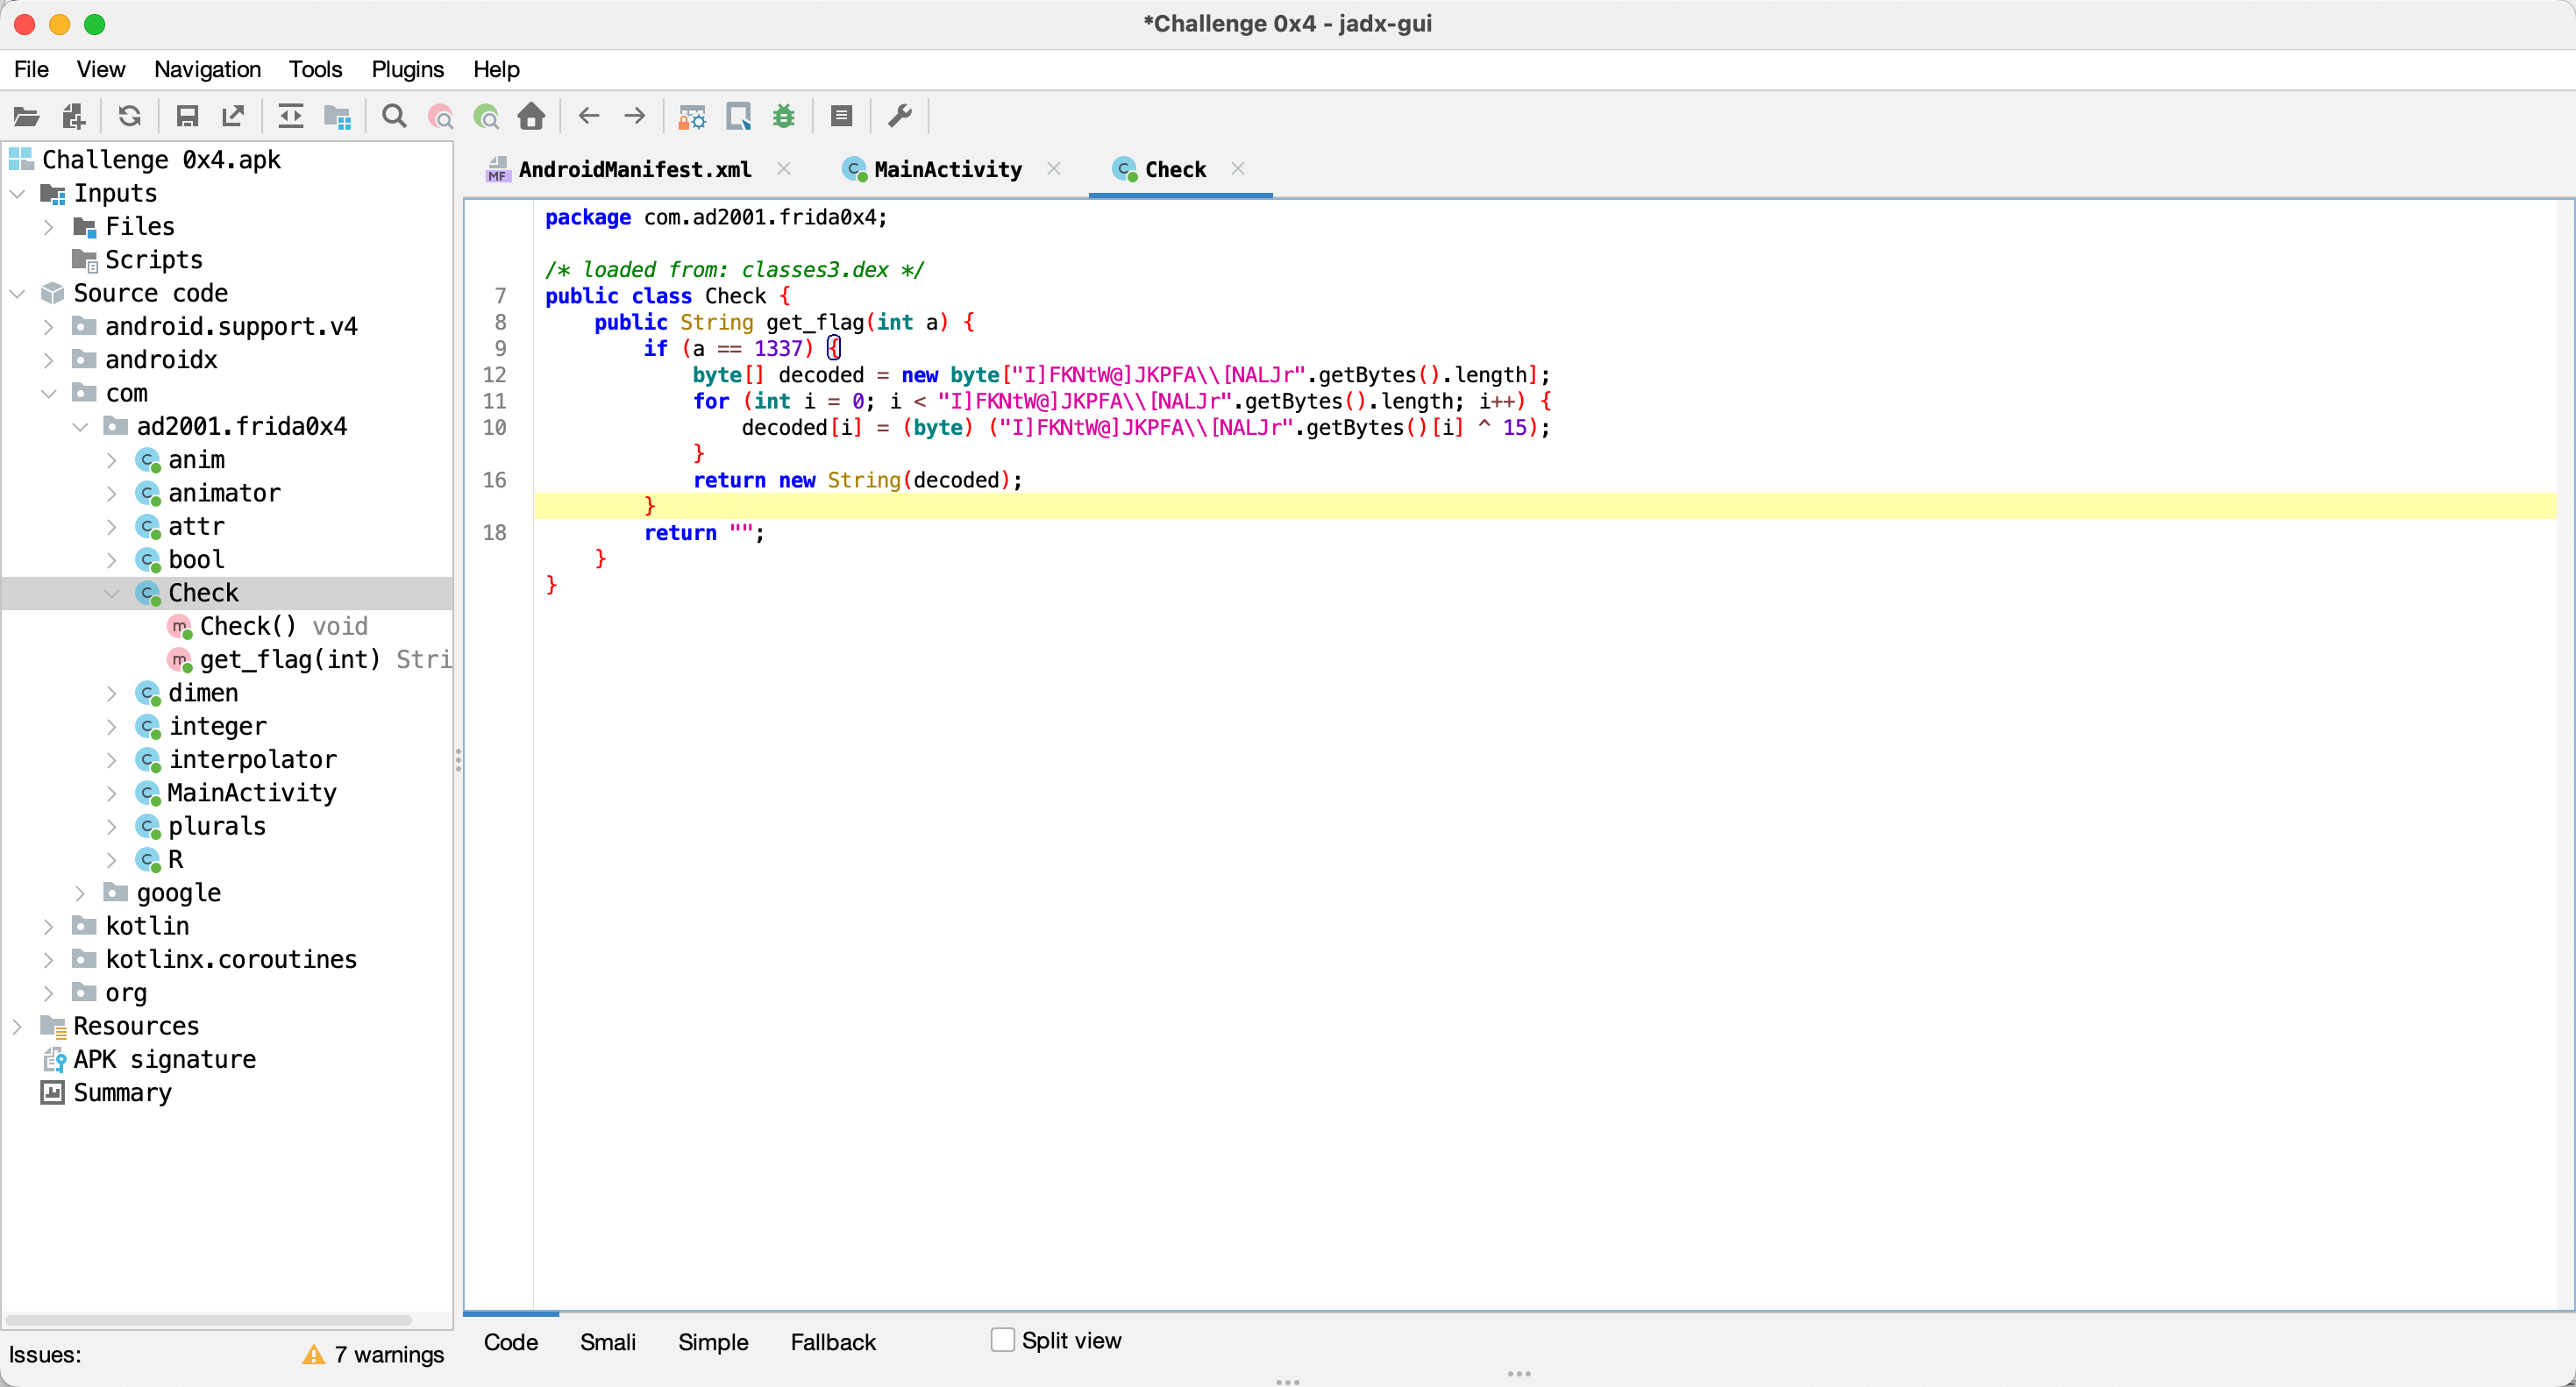 *Challenge 0x4 - jadx-gui
File View Navigation Tools Plugins Help
Challenge 0x4.apk
Inputs
Files
Scripts
Source code
android.support.v4
androidx
com
ad2001.frida0x4
anim
animator
attr
bool
Check
Check() void
get_flag(int) Stri
dimen
integer
interpolator
MainActivity
plurals
R
google
kotlin
kotlinx.coroutines
org
Resources
APK signature
Summary
Issues: 7 warnings
MF AndroidManifest.xml C MainActivity C Check
package com.ad2001.frida0x4;
/* loaded from: classes3.dex */
7 public class Check {
8 public String get_flag(int a) {
9 if (a == 1337) {
12 byte[] decoded = new byte["I]FKNtW@]JKPFA\\[NALJr".getBytes().length];
11 for (int i = 0; i < "I]FKNtW@]JKPFA\\[NALJr".getBytes().length; i++) {
10 decoded[i] = (byte) ("I]FKNtW@]JKPFA\\[NALJr".getBytes()[i] ^ 15);
}
16 return new String(decoded);
}
18 return "";
}
}
Code Smali Simple Fallback Split view